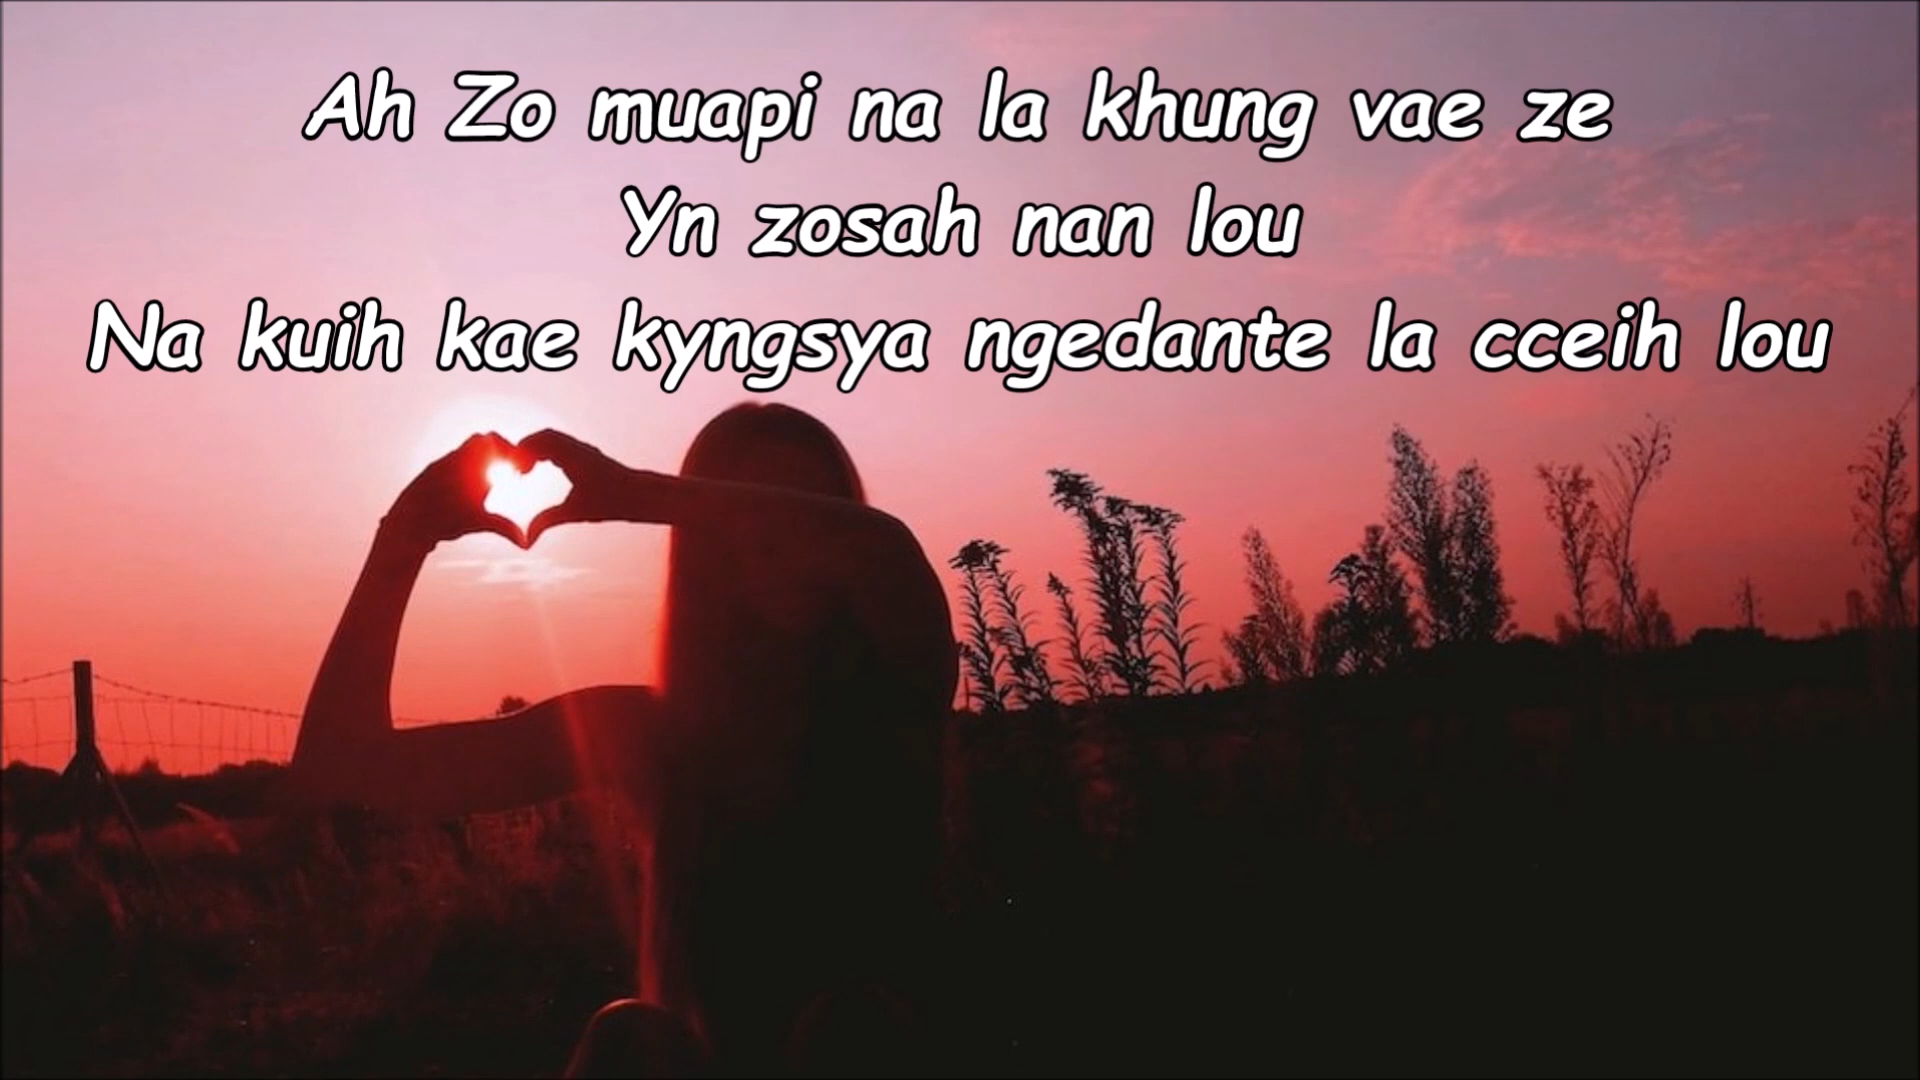 Ah Zo muapi na la khung vae ze
Yn zosah nan lou
Na kuih kae kyngsya ngedante la cceih lou